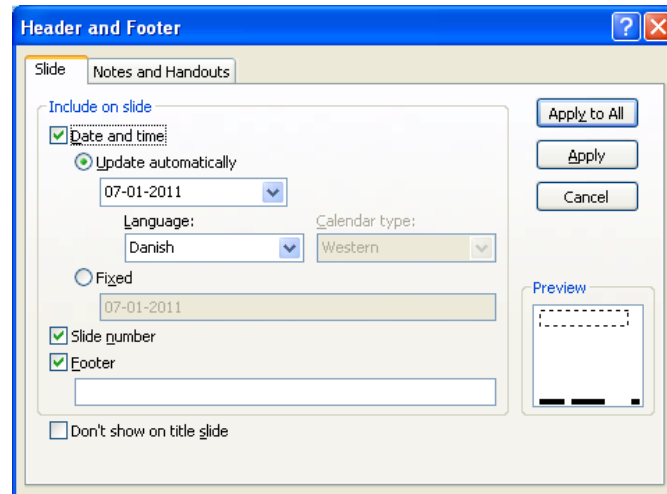 Header and Footer
Slide
Notes and Handouts
Include on slide
Date and time
Update automatically
07-01-2011
Language:
Calendar type:
Danish
Western
Fixed
07-01-2011
Slide number
Footer
Don't show on title slide
Apply to All
Apply
Cancel
Preview